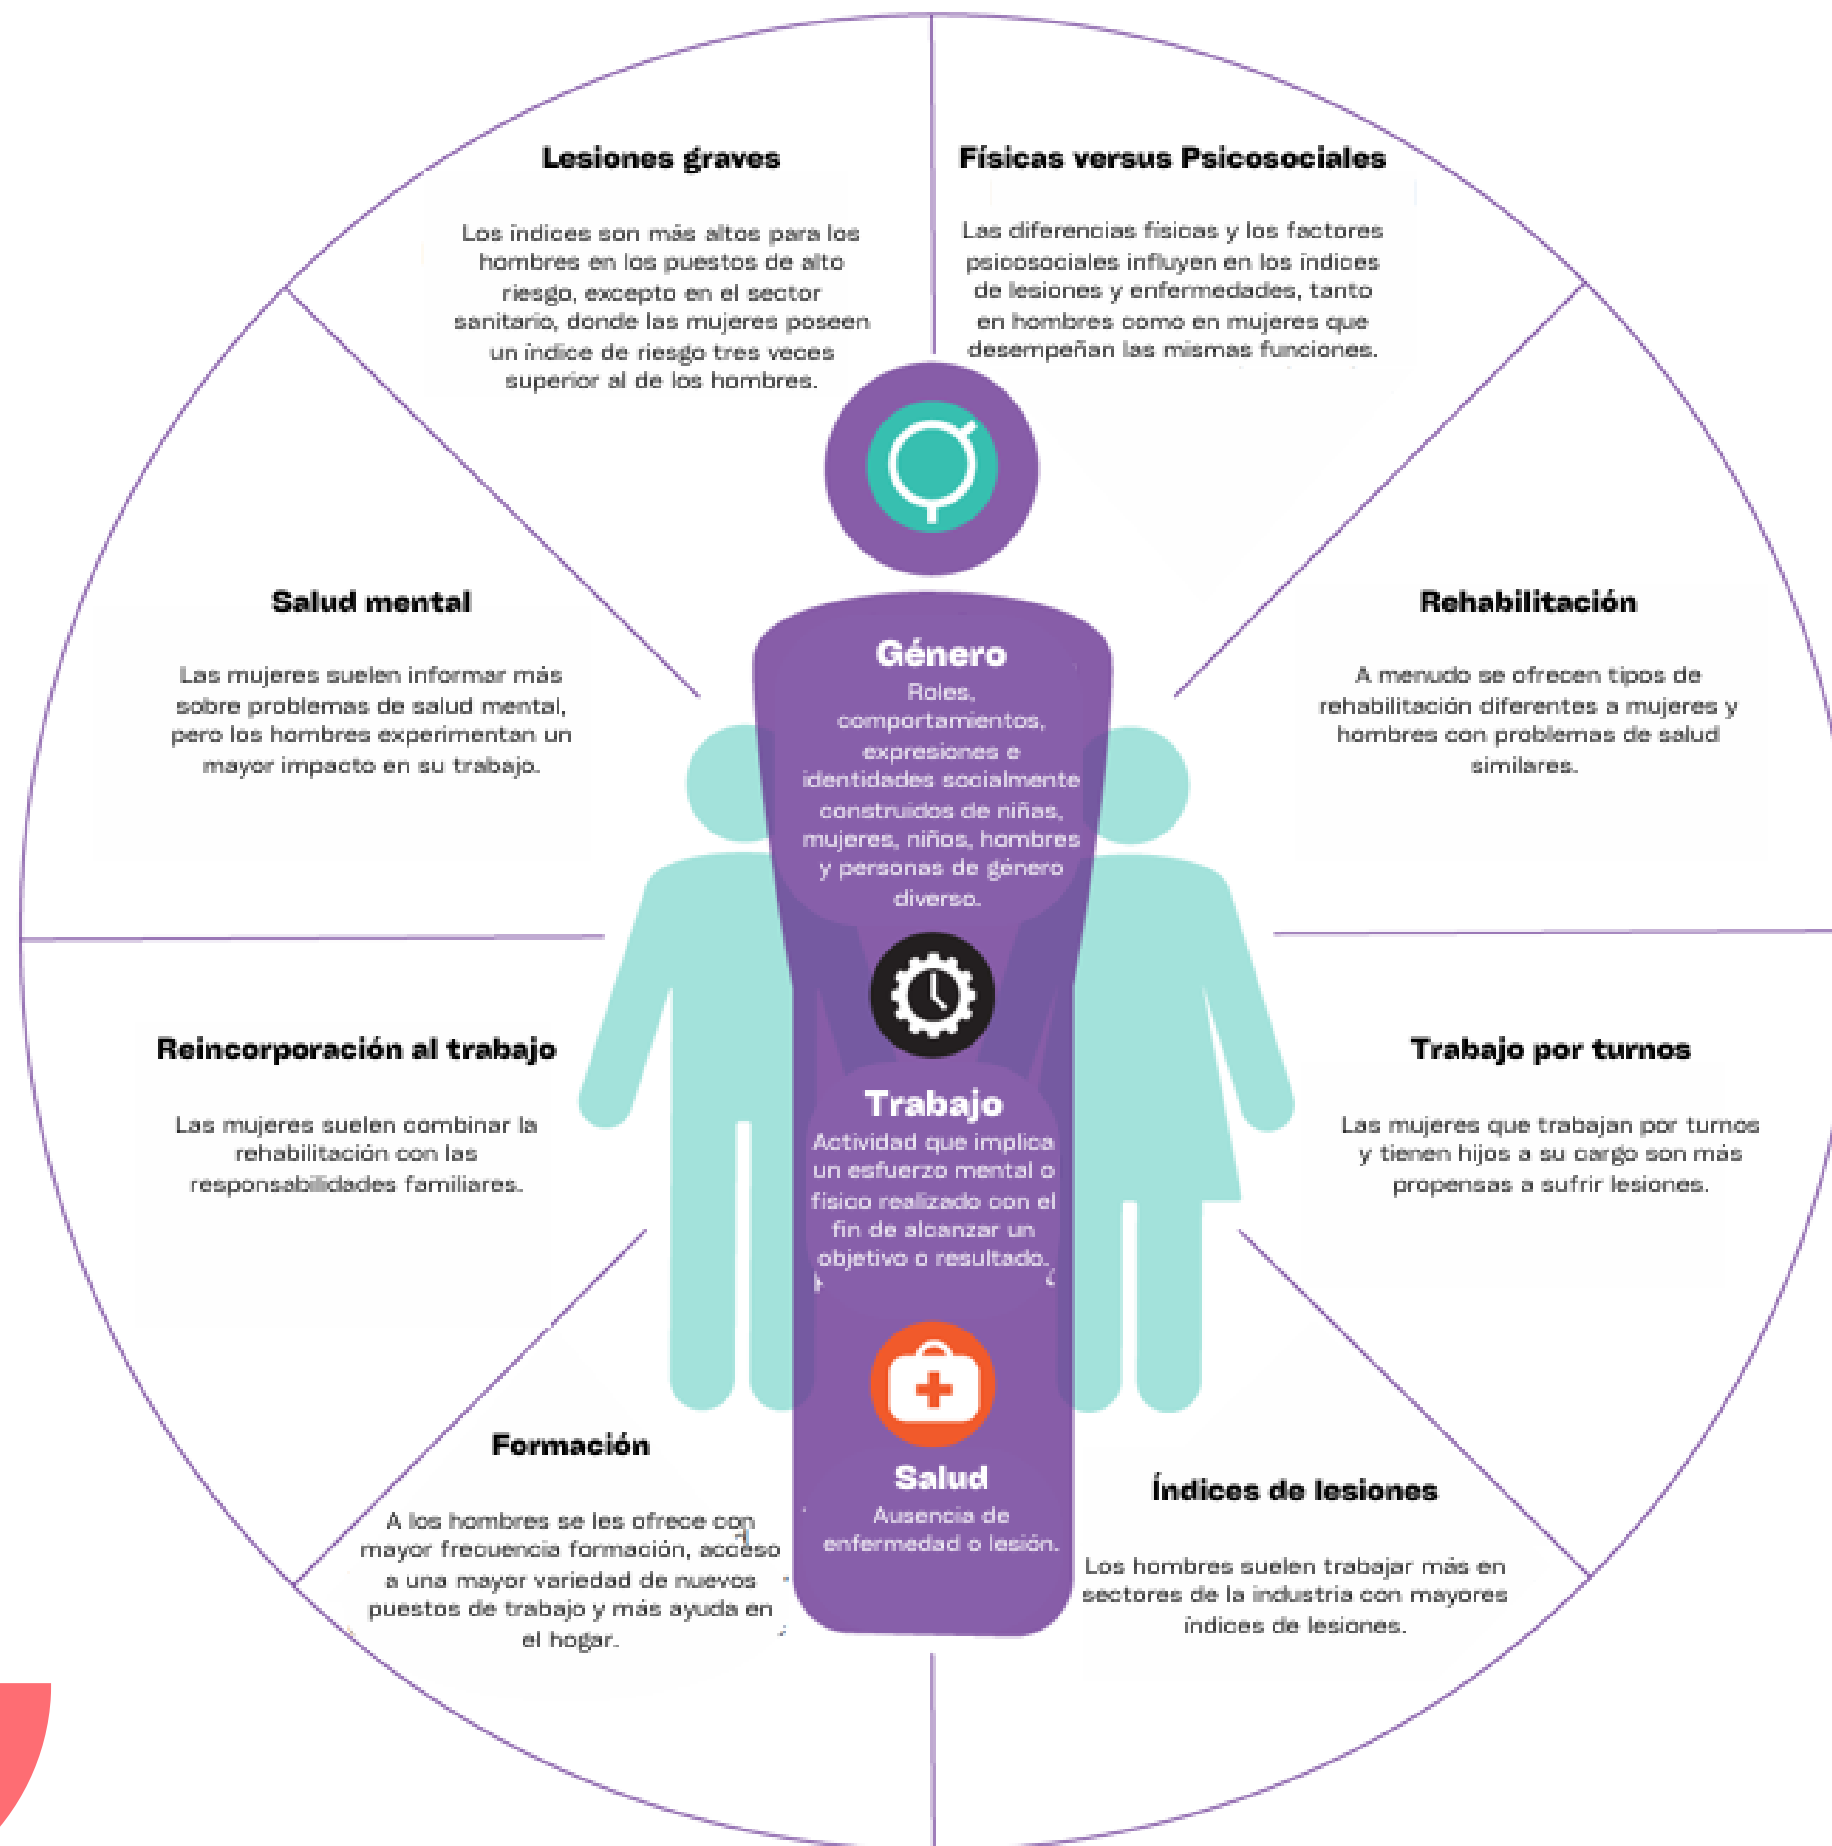 Lesiones graves
Los índices son más altos para los
hombres en los puestos de alto
riesgo, excepto en el sector
sanitario, donde las mujeres poseen
un índice de riesgo tres veces
superior al de los hombres.
Físicas versus Psicosociales
Las diferencias físicas y los factores
psicosociales influyen en los índices
de lesiones y enfermedades, tanto
en hombres como en mujeres que
desempeñan las mismas funciones.
Salud mental
Las mujeres suelen informar más
sobre problemas de salud mental,
pero los hombres experimentan un
mayor impacto en su trabajo.
Género
Roles,
comportamientos,
expresiones e
identidades socialmente
construidos de niñas,
mujeres, niños, hombres
y personas de género
diverso.
Rehabilitación
A menudo se ofrecen tipos de
rehabilitación diferentes a mujeres y
hombres con problemas de salud
similares.
Reincorporación al trabajo
Las mujeres suelen combinar la
rehabilitación con las
responsabilidades familiares.
Trabajo
Actividad que implica
un esfuerzo mental o
físico realizado con el
fin de alcanzar un
objetivo o resultado.
Trabajo por turnos
Las mujeres que trabajan por turnos
y tienen hijos a su cargo son más
propensas a sufrir lesiones.
Formación
A los hombres se les ofrece con
mayor frecuencia formación, acceso
a una mayor variedad de nuevos
puestos de trabajo y más ayuda en
el hogar.
Salud
Ausencia de
enfermedad o lesión.
Índices de lesiones
Los hombres suelen trabajar más en
sectores de la industria con mayores
índices de lesiones.